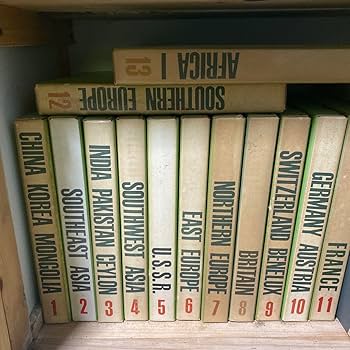 13 AFRICA I
12 SOUTHERN EUROPE
CHINA KOREA MONGOLIA 1
SOUTHEAST ASIA 2
INDIA PAKISTAN CEYLON 3
SOUTHWEST ASIA 4
U.S.S.R. 5
EAST EUROPE 6
NORTHERN EUROPE 7
BRITAIN 8
SWITZERLAND BENELUX 9
GERMANY AUSTRIA 10
FRANCE 11